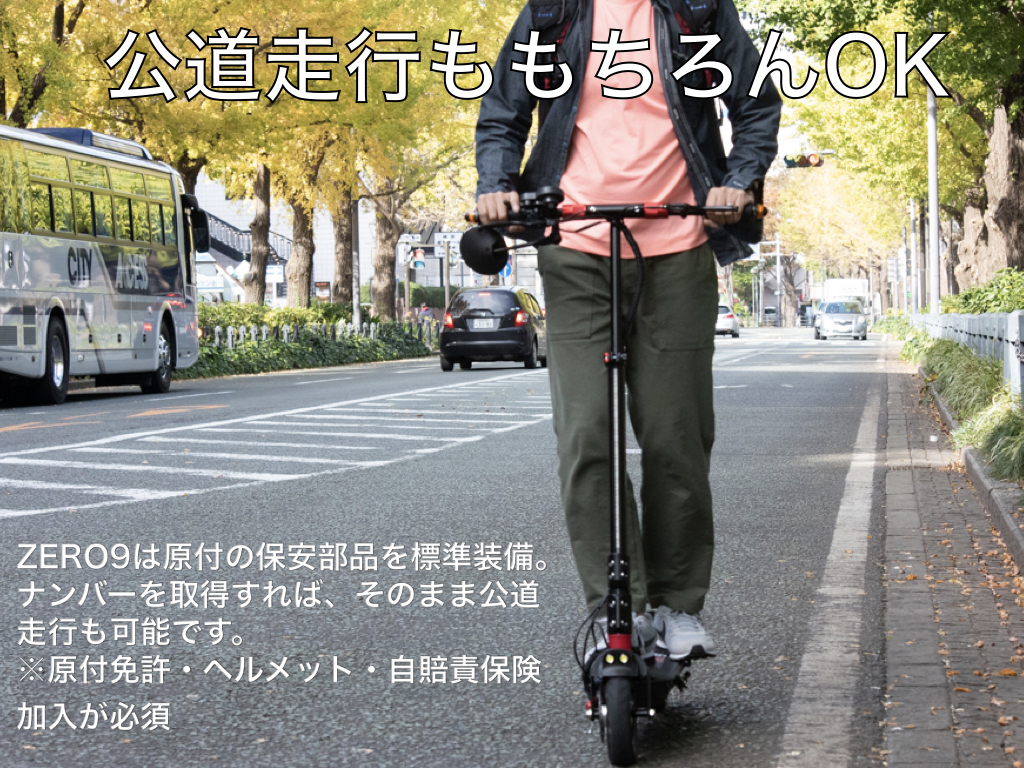 公道走行ももちろんOK
CITY ACCESS
ZERO9は原付の保安部品を標準装備。
ナンバーを取得すれば、そのまま公道
走行も可能です。
※原付免許・ヘルメット・自賠責保険
加入が必須